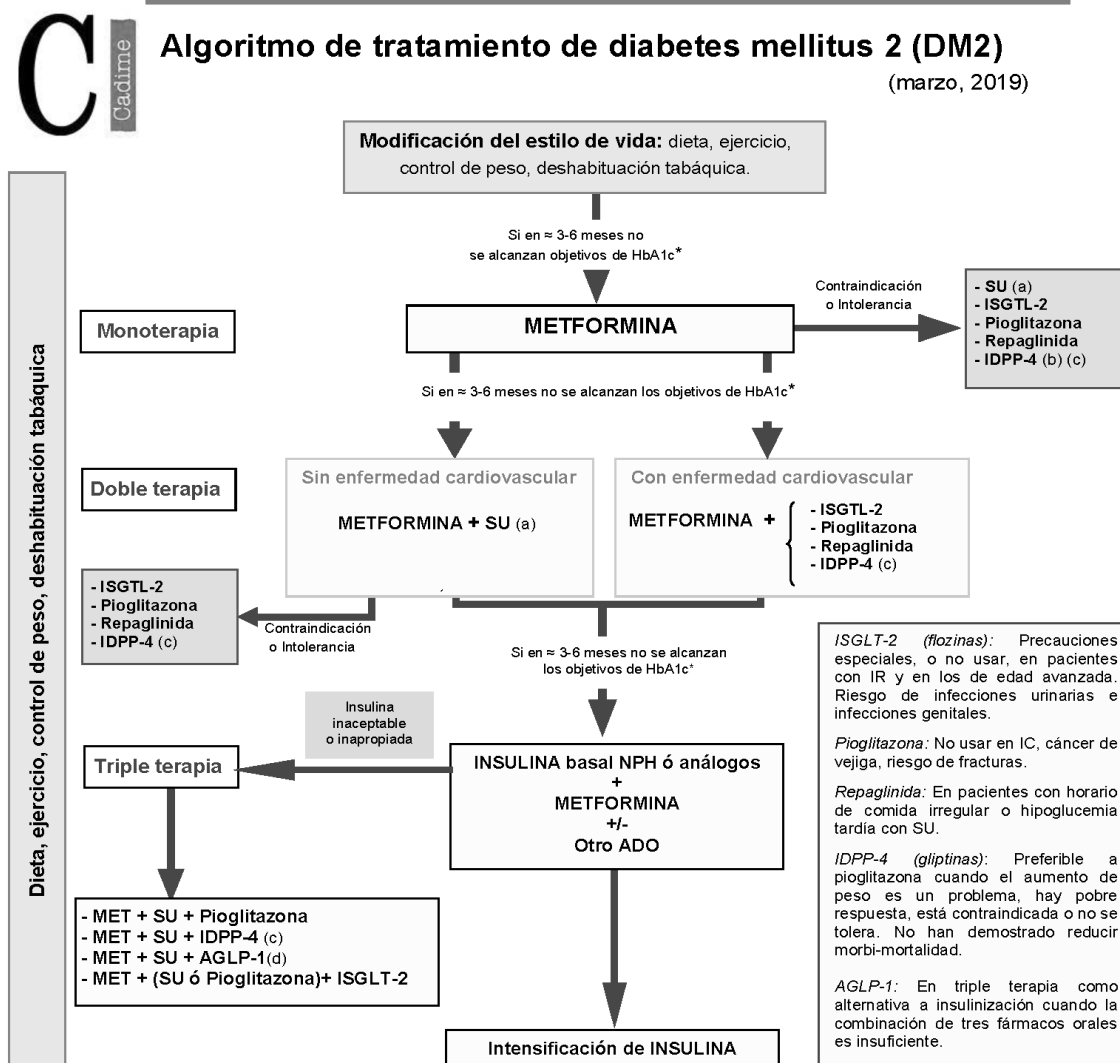 C
Cadime
Algoritmo de tratamiento de diabetes mellitus 2 (DM2)
(marzo, 2019)
Modificación del estilo de vida: dieta, ejercicio,
control de peso, deshabituación tabáquica.
Dieta, ejercicio, control de peso, deshabituación tabáquica
Si en ≈ 3-6 meses no
se alcanzan objetivos de HbA1c*
Monoterapia
METFORMINA
Contraindicación
o Intolerancia
- SU (a)
- ISGTL-2
- Pioglitazona
- Repaglinida
- IDPP-4 (b) (c)
Si en ≈ 3-6 meses no se alcanzan los objetivos de HbA1c*
Doble terapia
Sin enfermedad cardiovascular
METFORMINA + SU (a)
Con enfermedad cardiovascular
METFORMINA +
- ISGTL-2
- Pioglitazona
- Repaglinida
- IDPP-4 (c)
- ISGTL-2
- Pioglitazona
- Repaglinida
- IDPP-4 (c)
Contraindicación
o Intolerancia
Si en ≈ 3-6 meses no se alcanzan
los objetivos de HbA1c*
Insulina
inaceptable
o inapropiada
Triple terapia
INSULINA basal NPH ó análogos
+
METFORMINA
+/-
Otro ADO
- MET + SU + Pioglitazona
- MET + SU + IDPP-4 (c)
- MET + SU + AGLP-1(d)
- MET + (SU ó Pioglitazona)+ ISGLT-2
Intensificación de INSULINA
ISGLT-2 (flozinas): Precauciones
especiales, o no usar, en pacientes
con IR y en los de edad avanzada.
Riesgo de infecciones urinarias e
infecciones genitales.
Pioglitazona: No usar en IC, cáncer de
vejiga, riesgo de fracturas.
Repaglinida: En pacientes con horario
de comida irregular o hipoglucemia
tardía con SU.
IDPP-4 (gliptinas): Preferible a
pioglitazona cuando el aumento de
peso es un problema, hay pobre
respuesta, está contraindicada o no se
tolera. No han demostrado reducir
morbi-mortalidad.
AGLP-1: En triple terapia como
alternativa a insulinización cuando la
combinación de tres fármacos orales
es insuficiente.